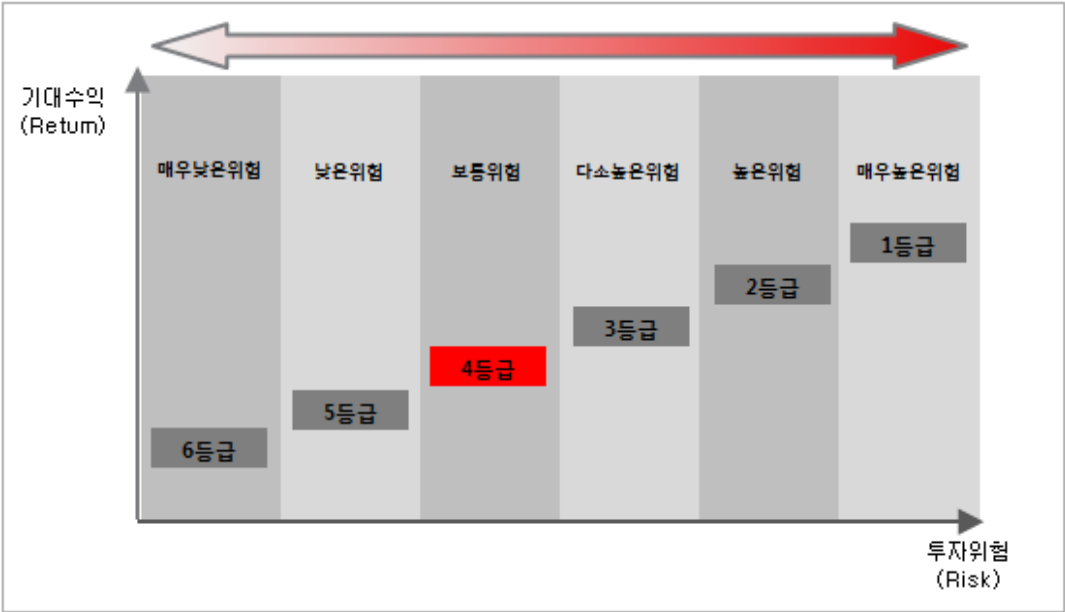 기대수익
(Retum)
매우낮은위험
낮은위험
보통위험
다소높은위험
높은위험
매우높은위험
1등급
2등급
3등급
4등급
5등급
6등급
투자위험
(Risk)